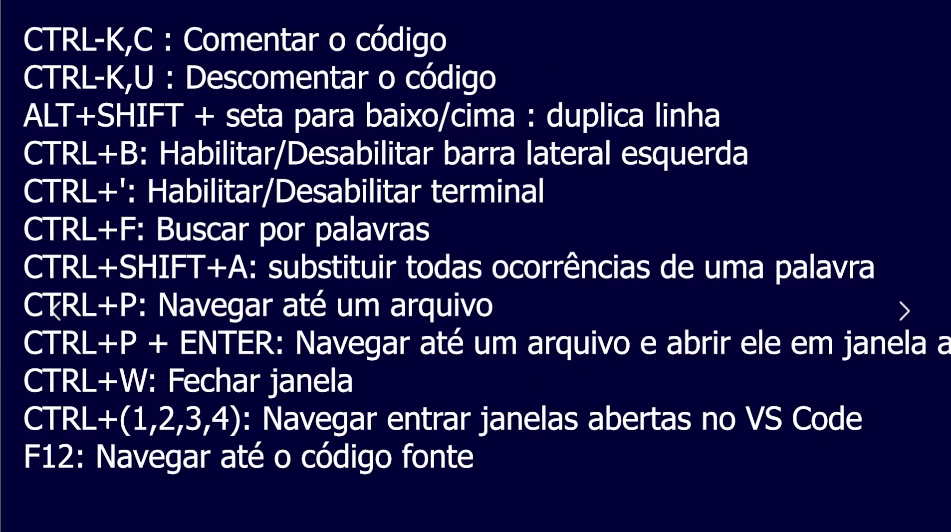 CTRL-K,C : Comentar o código
CTRL-K,U : Descomentar o código
ALT+SHIFT + seta para baixo/cima : duplica linha
CTRL+B: Habilitar/Desabilitar barra lateral esquerda
CTRL+': Habilitar/Desabilitar terminal
CTRL+F: Buscar por palavras
CTRL+SHIFT+A: substituir todas ocorrências de uma palavra
CTRL+P: Navegar até um arquivo
CTRL+P + ENTER: Navegar até um arquivo e abrir ele em janela a
CTRL+W: Fechar janela
CTRL+(1,2,3,4): Navegar entrar janelas abertas no VS Code
F12: Navegar até o código fonte